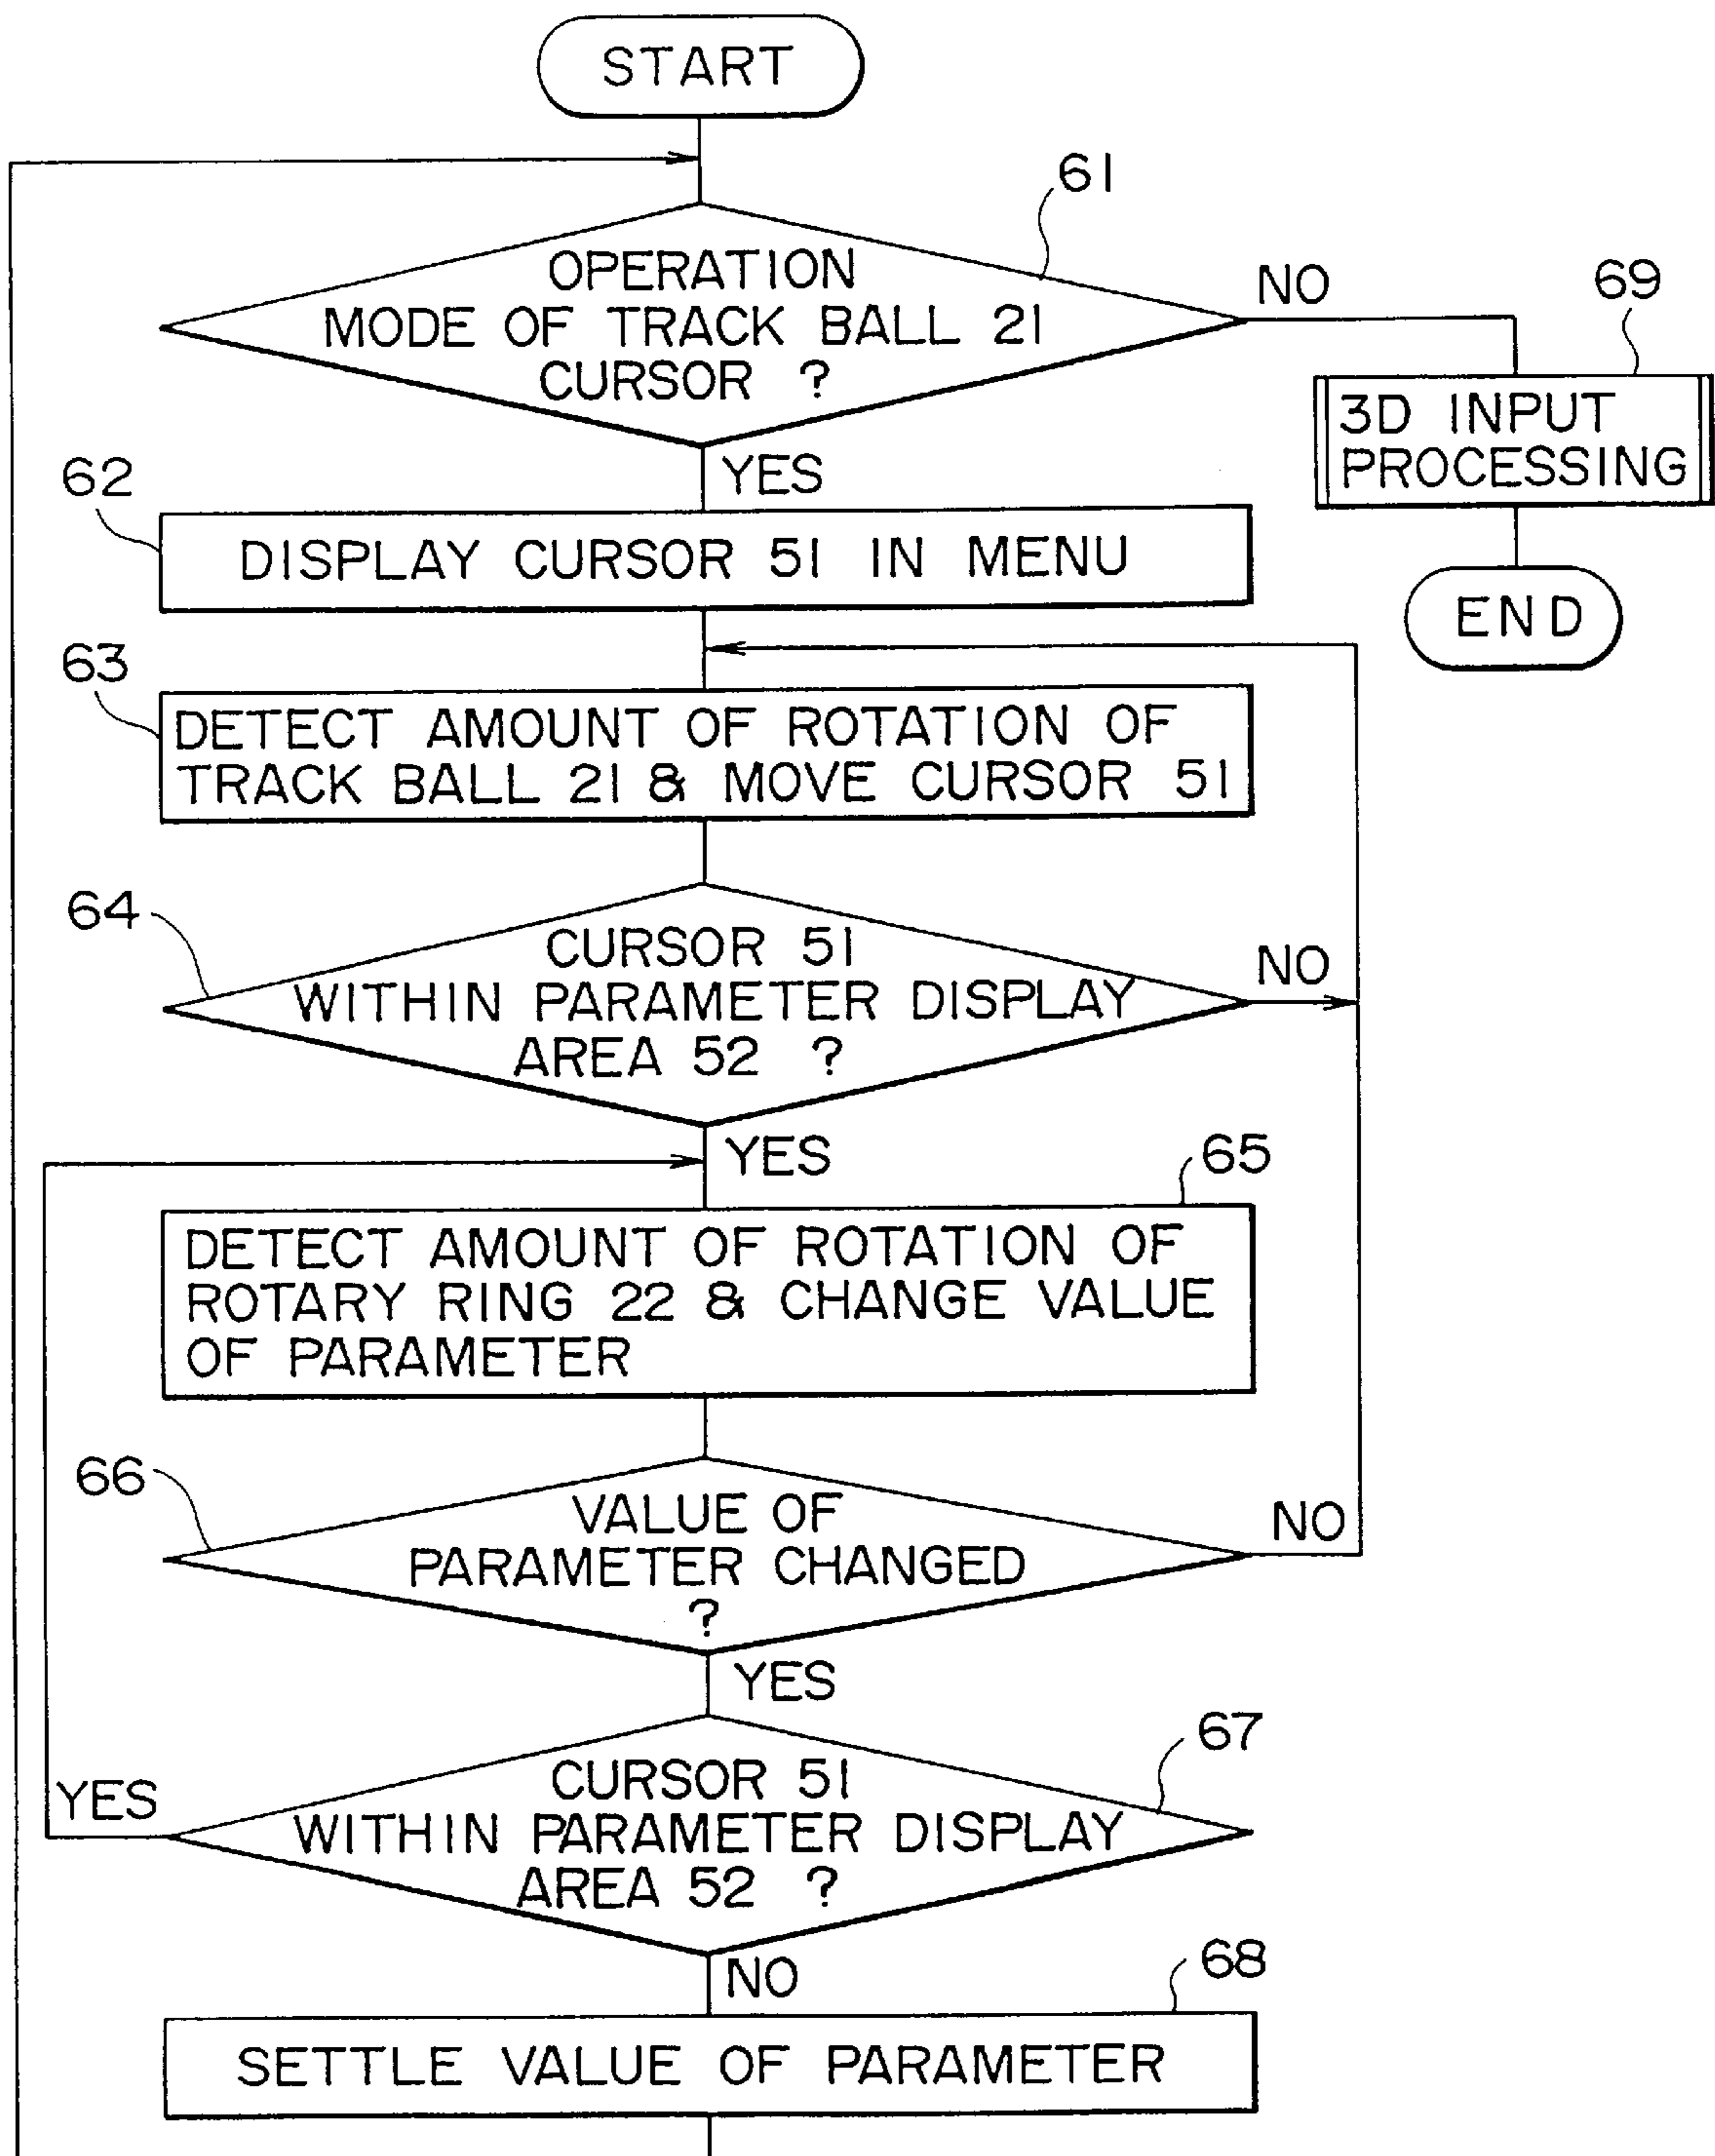 START
61
OPERATION
MODE OF TRACK BALL 21
CURSOR ?
NO
69
3D INPUT
PROCESSING
END
YES
62
DISPLAY CURSOR 51 IN MENU
63
DETECT AMOUNT OF ROTATION OF
TRACK BALL 21 & MOVE CURSOR 51
64
CURSOR 51
WITHIN PARAMETER DISPLAY
AREA 52 ?
NO
YES
65
DETECT AMOUNT OF ROTATION OF
ROTARY RING 22 & CHANGE VALUE
OF PARAMETER
66
VALUE OF
PARAMETER CHANGED
?
NO
YES
67
CURSOR 51
WITHIN PARAMETER DISPLAY
AREA 52 ?
YES
NO
68
SETTLE VALUE OF PARAMETER